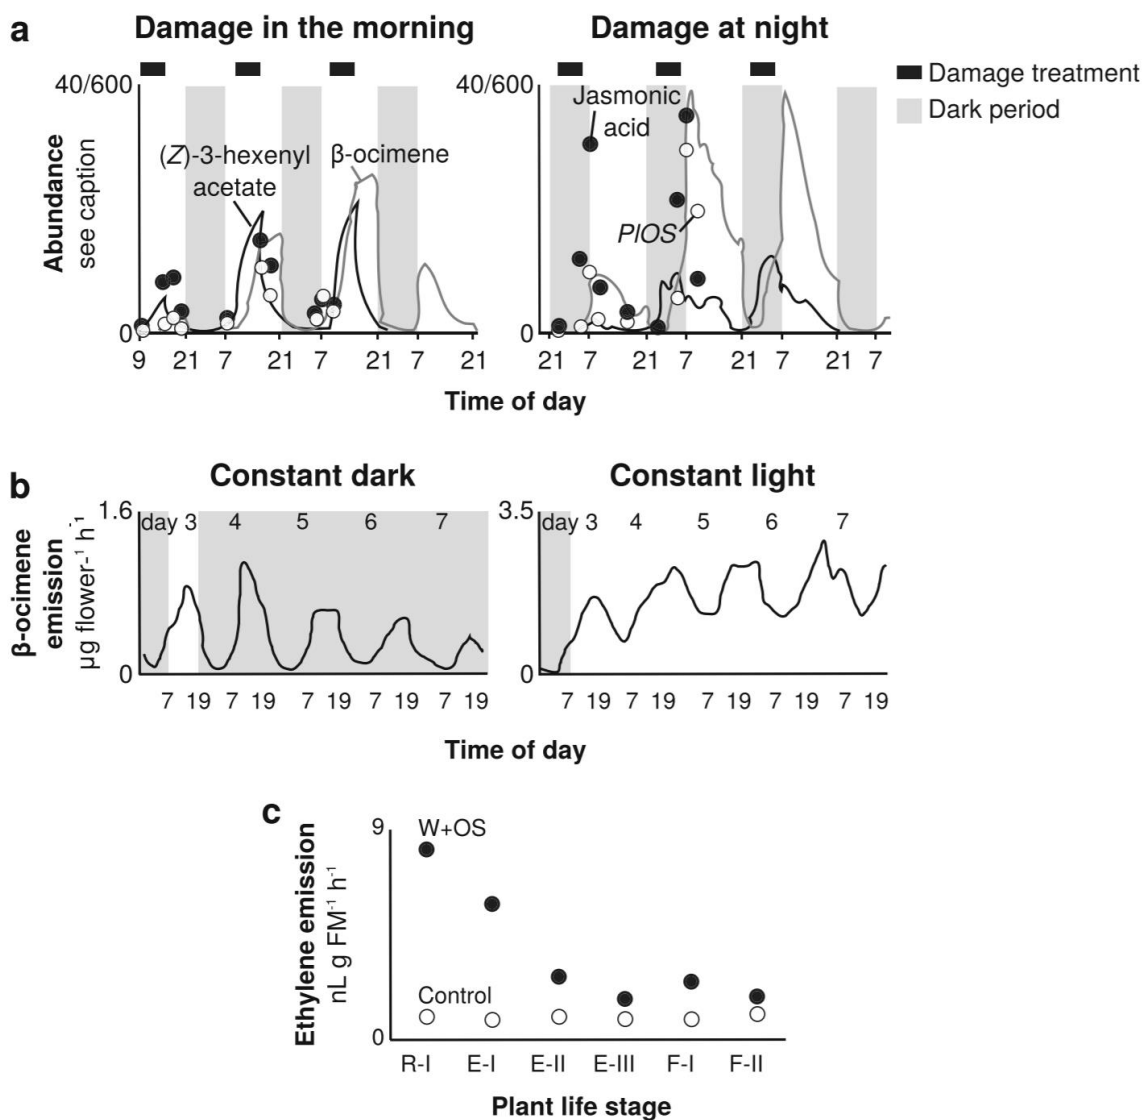 a
Damage in the morning
Damage at night
Damage treatment
Dark period
40/600
40/600
Abundance
see caption
(Z)-3-hexenyl
acetate
β-ocimene
Jasmonic
acid
PlOS
0
0
9 21 7 21 7 21 7 21
21 7 21 7 21 7 21 7
Time of day
b
Constant dark
Constant light
1.6
day 3 4 5 6 7
3.5
day 3 4 5 6 7
β-ocimene
emission
µg flower-¹ h⁻¹
0
0
7 19 7 19 7 19 7 19 7 19
7 19 7 19 7 19 7 19 7 19
Time of day
c
9
W+OS
Ethylene emission
nL g FM⁻¹ h⁻¹
Control
0
R-I E-I E-II E-III F-I F-II
Plant life stage